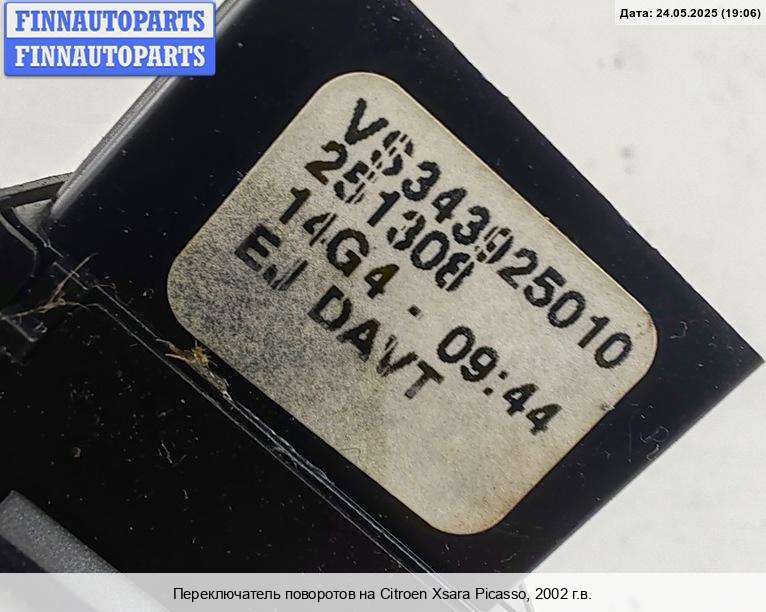 FINNAUTOPARTS
FINNAUTOPARTS
Дата: 24.05.2025 (19:06)
VS343925010
251308
14G4 - 09:44
EJ DAVT
Переключатель поворотов на Citroen Xsara Picasso, 2002 г.в.